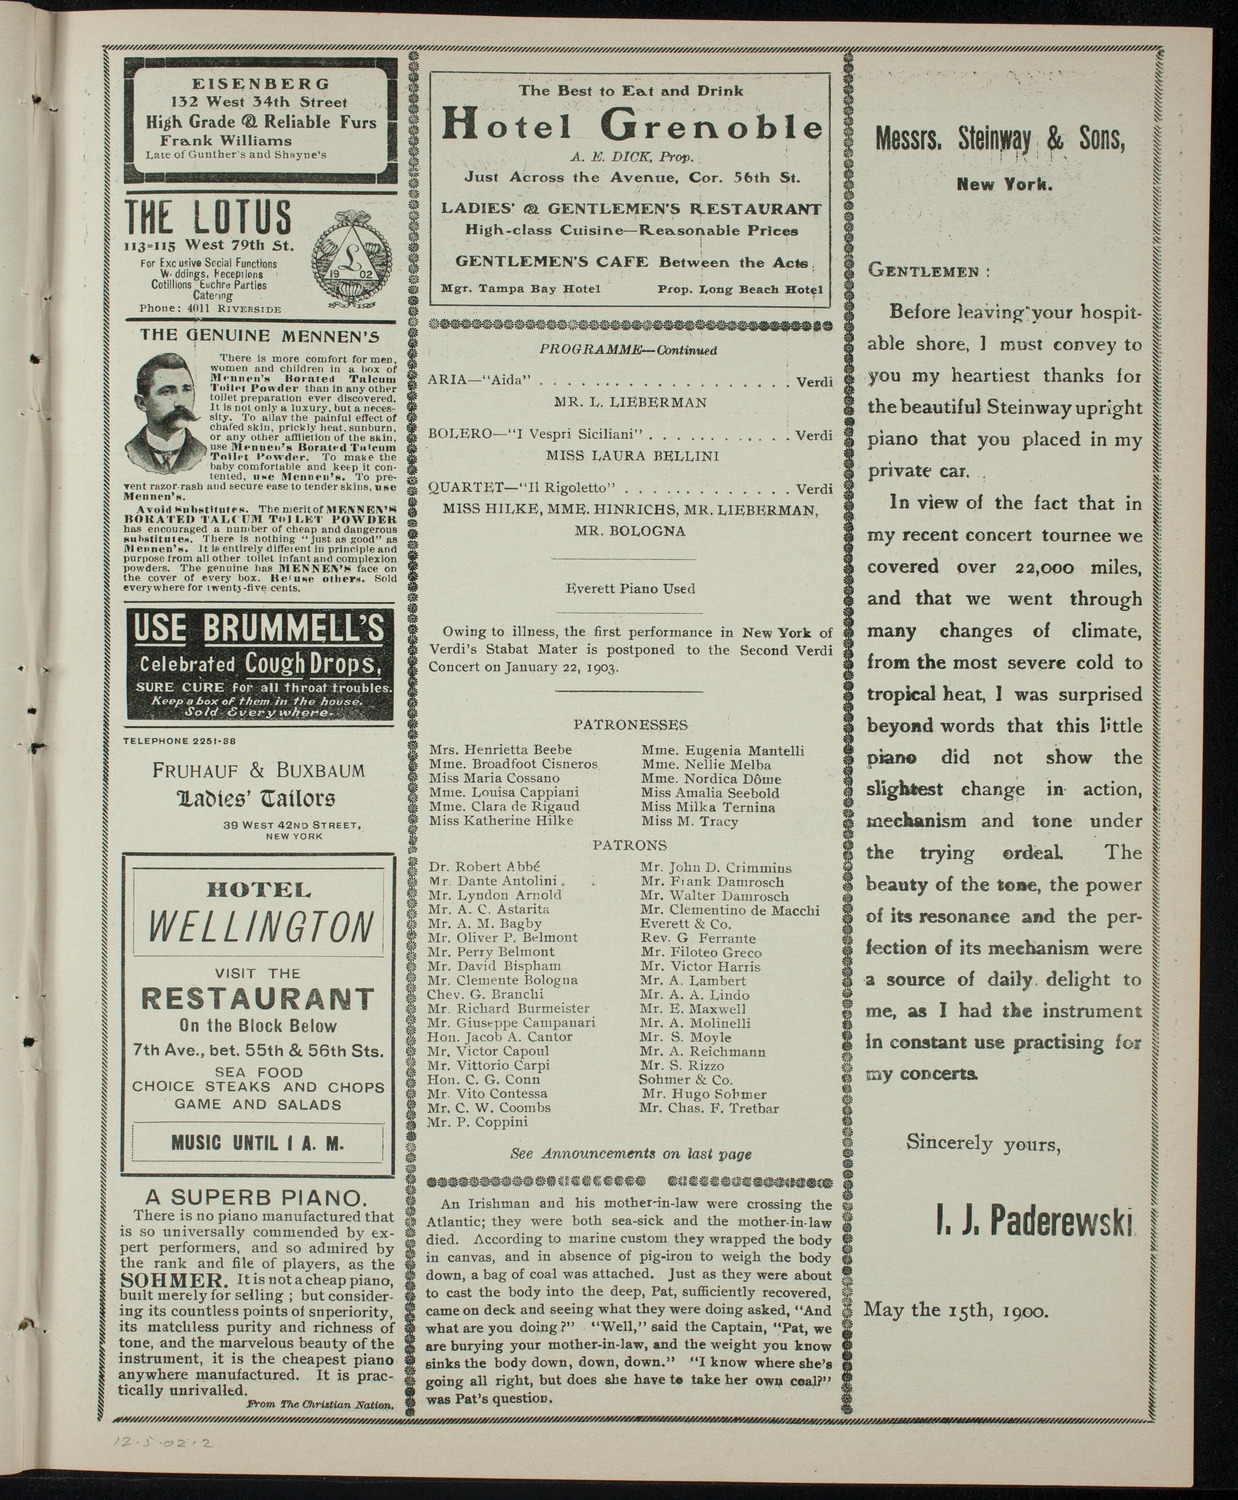 EISENBERG
132 West 34th Street
High Grade & Reliable Furs
Frank Williams
Late of Gunther's and Shayne's
THE LOTUS
113-115 West 79th St.
For Exclusive Social Functions
Weddings, Receptions
Cotillions Euchre Parties
Catering
Phone: 4011 RIVERSIDE
L
19 02
THE GENUINE MENNEN'S
There is more comfort for men,
women and children in a box of
Mennen's Borated Talcum
Toilet Powder than in any other
toilet preparation ever discovered.
It is not only a luxury, but a neces-
sity. To allay the painful effect of
chafed skin, prickly heat, sunburn,
or any other affliction of the skin,
use Mennen's Borated Talcum
Toilet Powder. To make the
baby comfortable and keep it con-
tented, use Mennen's. To pre-
vent razor rash and secure ease to tender skins, use
Mennen's.
Avoid Substitutes. The merit of MENNEN'S
BORATED TALCUM TOILET POWDER
has encouraged a number of cheap and dangerous
substitutes. There is nothing "just as good" as
Mennen's. It is entirely different in principle and
purpose from all other toilet infant and complexion
powders. The genuine has MENNEN'S face on
the cover of every box. Refuse others. Sold
everywhere for twenty-five cents.
USE BRUMMELL'S
Celebrated Cough Drops,
SURE CURE for all throat troubles.
Keep a box of them in the house.
Sold Everywhere.
TELEPHONE 2251-38
FRUHAUF & BUXBAUM
Ladies' Tailors
39 WEST 42ND STREET,
NEW YORK
HOTEL
WELLINGTON
VISIT THE
RESTAURANT
On the Block Below
7th Ave., bet. 55th & 56th Sts.
SEA FOOD
CHOICE STEAKS AND CHOPS
GAME AND SALADS
MUSIC UNTIL 1 A. M.
A SUPERB PIANO.
There is no piano manufactured that
is so universally commended by ex-
pert performers, and so admired by
the rank and file of players, as the
SOHMER. It is not a cheap piano,
built merely for selling; but consider-
ing its countless points of superiority,
its matchless purity and richness of
tone, and the marvelous beauty of the
instrument, it is the cheapest piano
anywhere manufactured. It is prac-
tically unrivalled.
From The Christian Nation.
The Best to Eat and Drink
Hotel Grenoble
A. E. DICK, Prop.
Just Across the Avenue, Cor. 56th St.
LADIES' & GENTLEMEN'S RESTAURANT
High-class Cuisine—Reasonable Prices
GENTLEMEN'S CAFE Between the Acts
Mgr. Tampa Bay Hotel Prop. Long Beach Hotel
PROGRAMME—Continued
ARIA—"Aida" . . . . . . . . . . . . . . . . . . . Verdi
MR. L. LIEBERMAN
BOLERO—"I Vespri Siciliani" . . . . . . . . . . . Verdi
MISS LAURA BELLINI
QUARTET—"Il Rigoletto" . . . . . . . . . . . . . Verdi
MISS HILKE, MME. HINRICHS, MR. LIEBERMAN,
MR. BOLOGNA
Everett Piano Used
Owing to illness, the first performance in New York of
Verdi's Stabat Mater is postponed to the Second Verdi
Concert on January 22, 1903.
PATRONESSES
Mrs. Henrietta Beebe
Mme. Broadfoot Cisneros
Miss Maria Cossano
Mme. Louisa Cappiani
Mme. Clara de Rigaud
Miss Katherine Hilke
Mme. Eugenia Mantelli
Mme. Nellie Melba
Mme. Nordica Döme
Miss Amalia Seebold
Miss Milka Ternina
Miss M. Tracy
PATRONS
Dr. Robert Abbé
Mr. Dante Antolini
Mr. Lyndon Arnold
Mr. A. C. Astarita
Mr. A. M. Bagby
Mr. Oliver P. Belmont
Mr. Perry Belmont
Mr. David Bispham
Mr. Clemente Bologna
Chev. G. Branchi
Mr. Richard Burmeister
Mr. Giuseppe Campanari
Hon. Jacob A. Cantor
Mr. Victor Capoul
Mr. Vittorio Carpi
Hon. C. G. Conn
Mr. Vito Contessa
Mr. C. W. Coombs
Mr. P. Coppini
Mr. John D. Crimmins
Mr. Frank Damrosch
Mr. Walter Damrosch
Mr. Clementino de Macchi
Everett & Co.
Rev. G Ferrante
Mr. Filoteo Greco
Mr. Victor Harris
Mr. A. Lambert
Mr. A. A. Lindo
Mr. E. Maxwell
Mr. A. Molinelli
Mr. S. Moyle
Mr. A. Reichmann
Mr. S. Rizzo
Sohmer & Co.
Mr. Hugo Sohmer
Mr. Chas. F. Tretbar
See Announcements on last page
An Irishman and his mother-in-law were crossing the
Atlantic; they were both sea-sick and the mother-in-law
died. According to marine custom they wrapped the body
in canvas, and in absence of pig-iron to weigh the body
down, a bag of coal was attached. Just as they were about
to cast the body into the deep, Pat, sufficiently recovered,
came on deck and seeing what they were doing asked, "And
what are you doing?" "Well," said the Captain, "Pat, we
are burying your mother-in-law, and the weight you know
sinks the body down, down, down." "I know where she's
going all right, but does she have to take her own coal?"
was Pat's question.
Messrs. Steinway & Sons,
New York.
GENTLEMEN:
Before leaving your hospit-
able shore, I must convey to
you my heartiest thanks for
the beautiful Steinway upright
piano that you placed in my
private car.
In view of the fact that in
my recent concert tournee we
covered over 22,000 miles,
and that we went through
many changes of climate,
from the most severe cold to
tropical heat, I was surprised
beyond words that this little
piano did not show the
slightest change in action,
mechanism and tone under
the trying ordeal. The
beauty of the tone, the power
of its resonance and the per-
fection of its mechanism were
a source of daily delight to
me, as I had the instrument
in constant use practising for
my concerts.
Sincerely yours,
I. J. Paderewski
May the 15th, 1900.
12.5.02.2